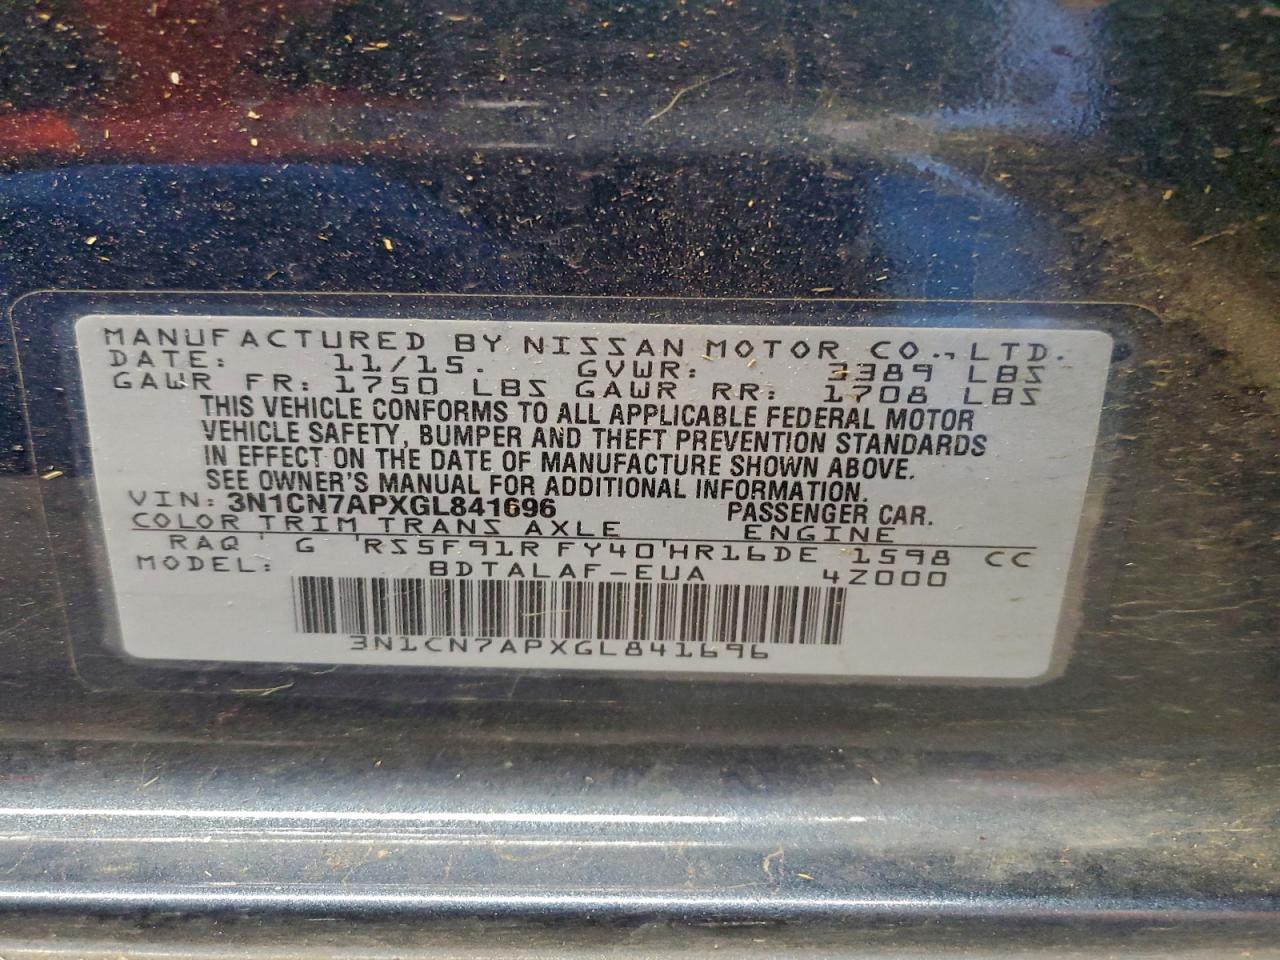 MANUFACTURED BY NISSAN MOTOR CO., LTD.
DATE: 11/15. GVWR: 3389 LBS
GAWR FR: 1750 LBS GAWR RR: 1708 LBS
THIS VEHICLE CONFORMS TO ALL APPLICABLE FEDERAL MOTOR
VEHICLE SAFETY, BUMPER AND THEFT PREVENTION STANDARDS
IN EFFECT ON THE DATE OF MANUFACTURE SHOWN ABOVE.
SEE OWNER'S MANUAL FOR ADDITIONAL INFORMATION.
VIN: 3N1CN7APXGL841696 PASSENGER CAR.
COLOR TRIM TRANS AXLE ENGINE
RAQ ' G 'RS5F91R FY40'HR16DE 1598 CC
MODEL: BDTALAF-EUA 4Z000
3N1CN7APXGL841696